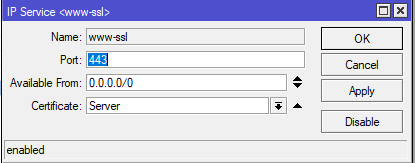 IP Service <www-ssl>
Name: www-ssl
Port: 443
Available From: 0.0.0.0/0
Certificate: Server
OK
Cancel
Apply
Disable
enabled